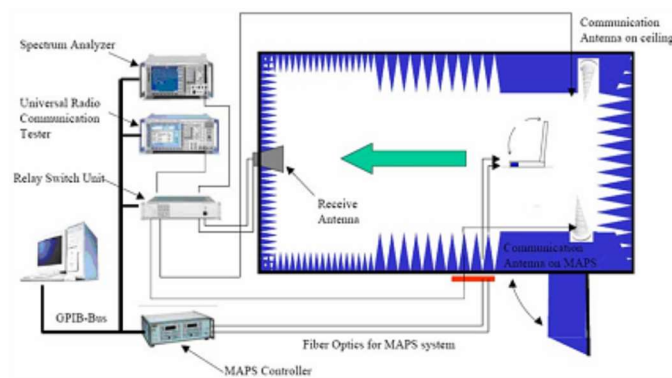 Spectrum Analyzer
Universal Radio
Communication
Tester
Relay Switch Unit
GPIB-Bus
MAPS Controller
Fiber Optics for MAPS system
Receive
Antenna
Communication
Antenna on ceiling
Communication
Antenna on MAPS